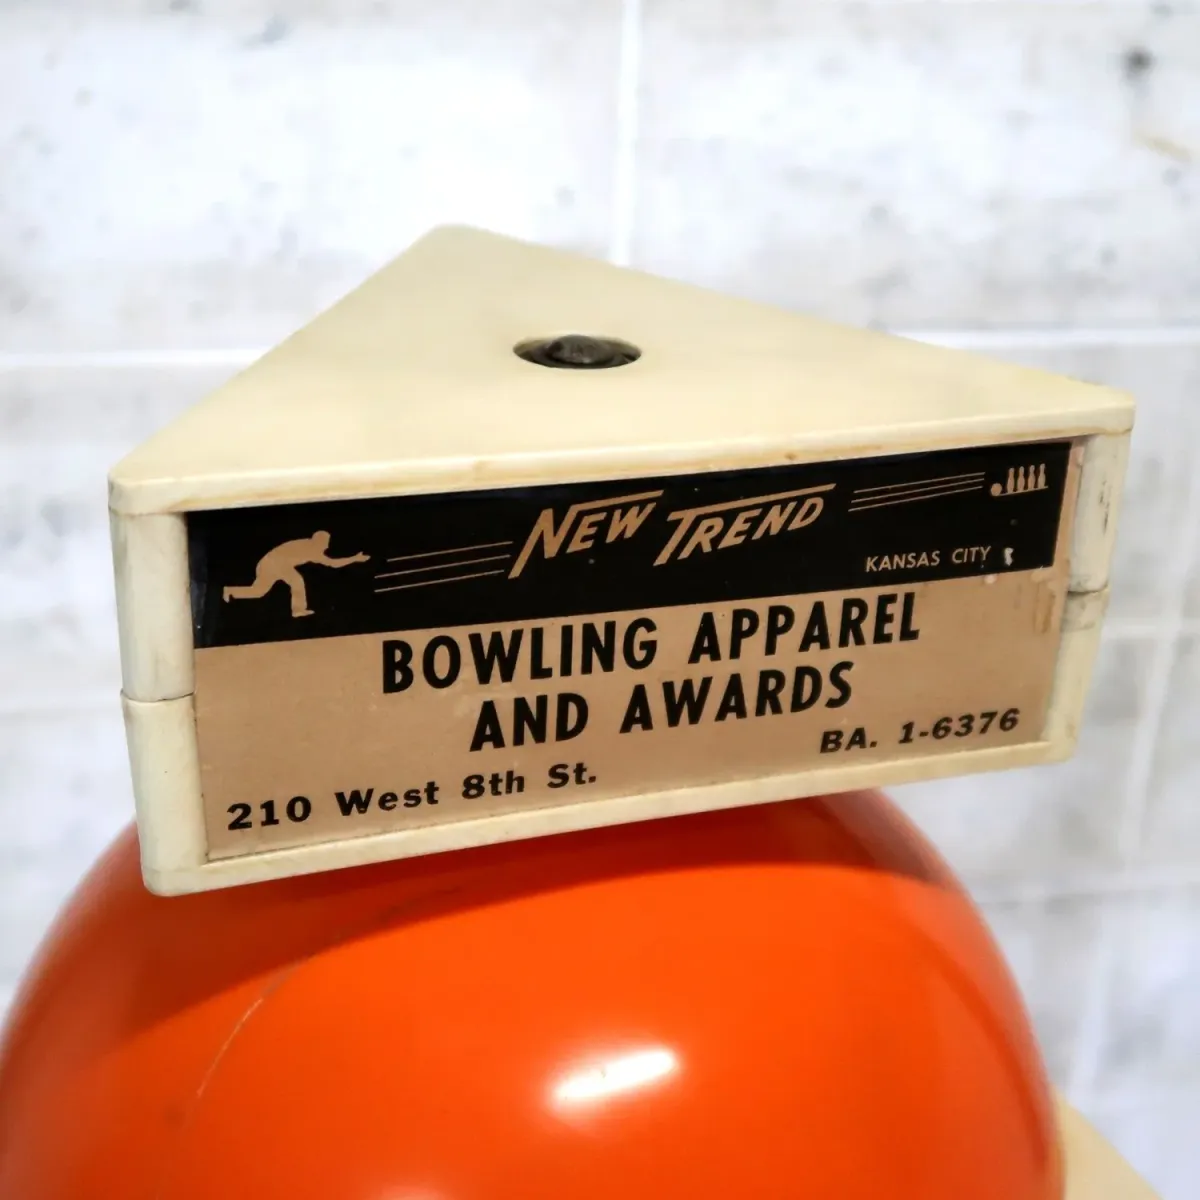 NEW TREND
KANSAS CITY
BOWLING APPAREL
AND AWARDS
BA. 1-6376
210 West 8th St.